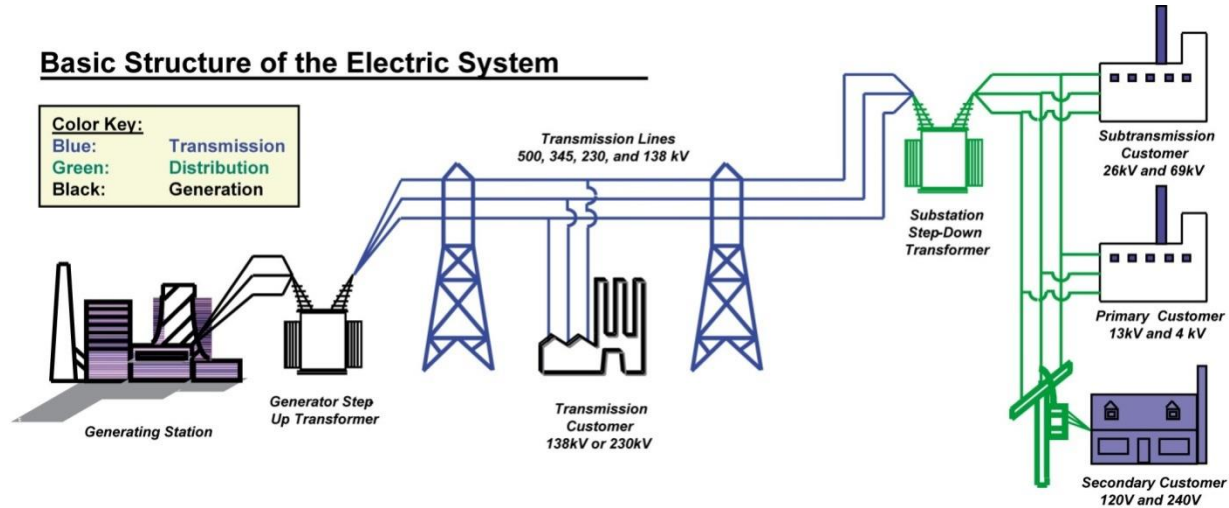 Basic Structure of the Electric System
Color Key:
Blue: Transmission
Green: Distribution
Black: Generation
Transmission Lines
500, 345, 230, and 138 kV
Generating Station
Generator Step
Up Transformer
Transmission
Customer
138kV or 230kV
Substation
Step-Down
Transformer
Subtransmission
Customer
26kV and 69kV
Primary Customer
13kV and 4 kV
Secondary Customer
120V and 240V